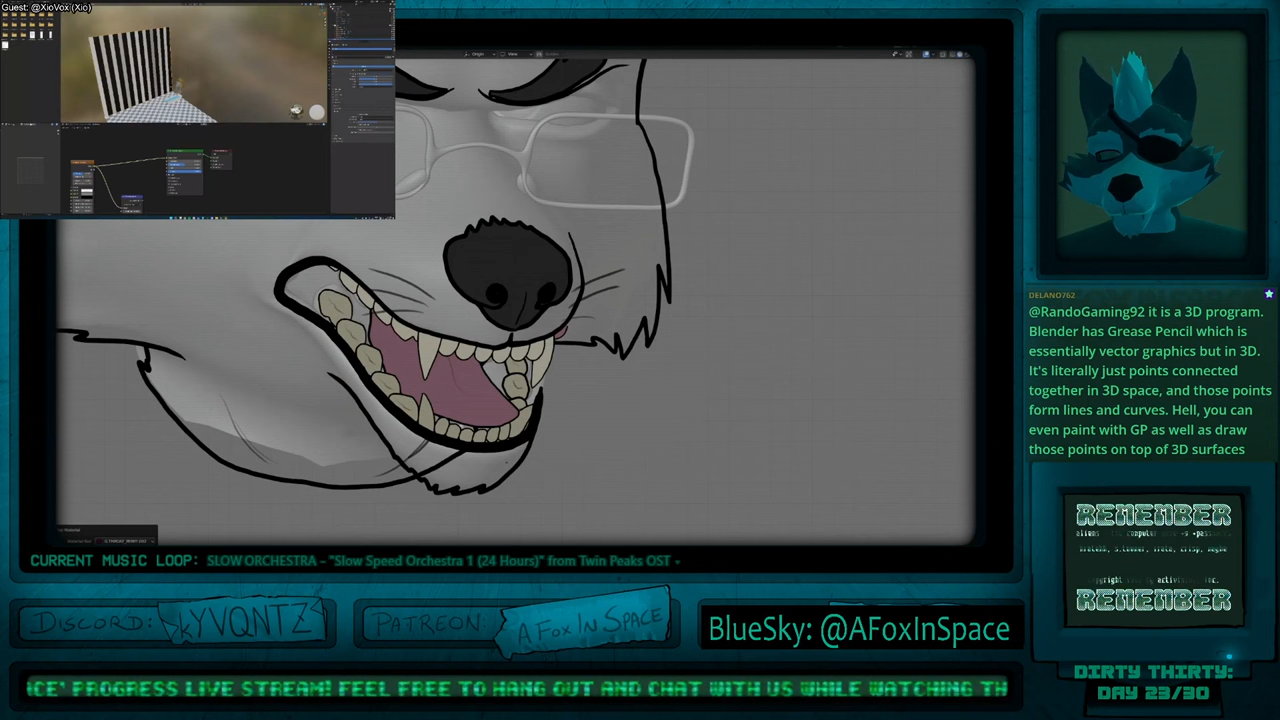 Guest: @XioVox (Xio)
Origin
View
DELANO762
@RandoGaming92 it is a 3D program.
Blender has Grease Pencil which is
essentially vector graphics but in 3D.
It's literally just points connected
together in 3D space, and those points
form lines and curves. Hell, you can
even paint with GP as well as draw
those points on top of 3D surfaces
REMEMBER
REMEMBER
CURRENT MUSIC LOOP: SLOW ORCHESTRA - "Slow Speed Orchestra 1 (24 Hours)" from Twin Peaks OST -
DISCORD: kYVQNTZ
PATREON: AFoxInSpace
BlueSky: @AFoxInSpace
DIRTY THIRTY:
DAY 23/30
ICE' PROGRESS LIVE STREAM! FEEL FREE TO HANG OUT AND CHAT WITH US WHILE WATCHING TH